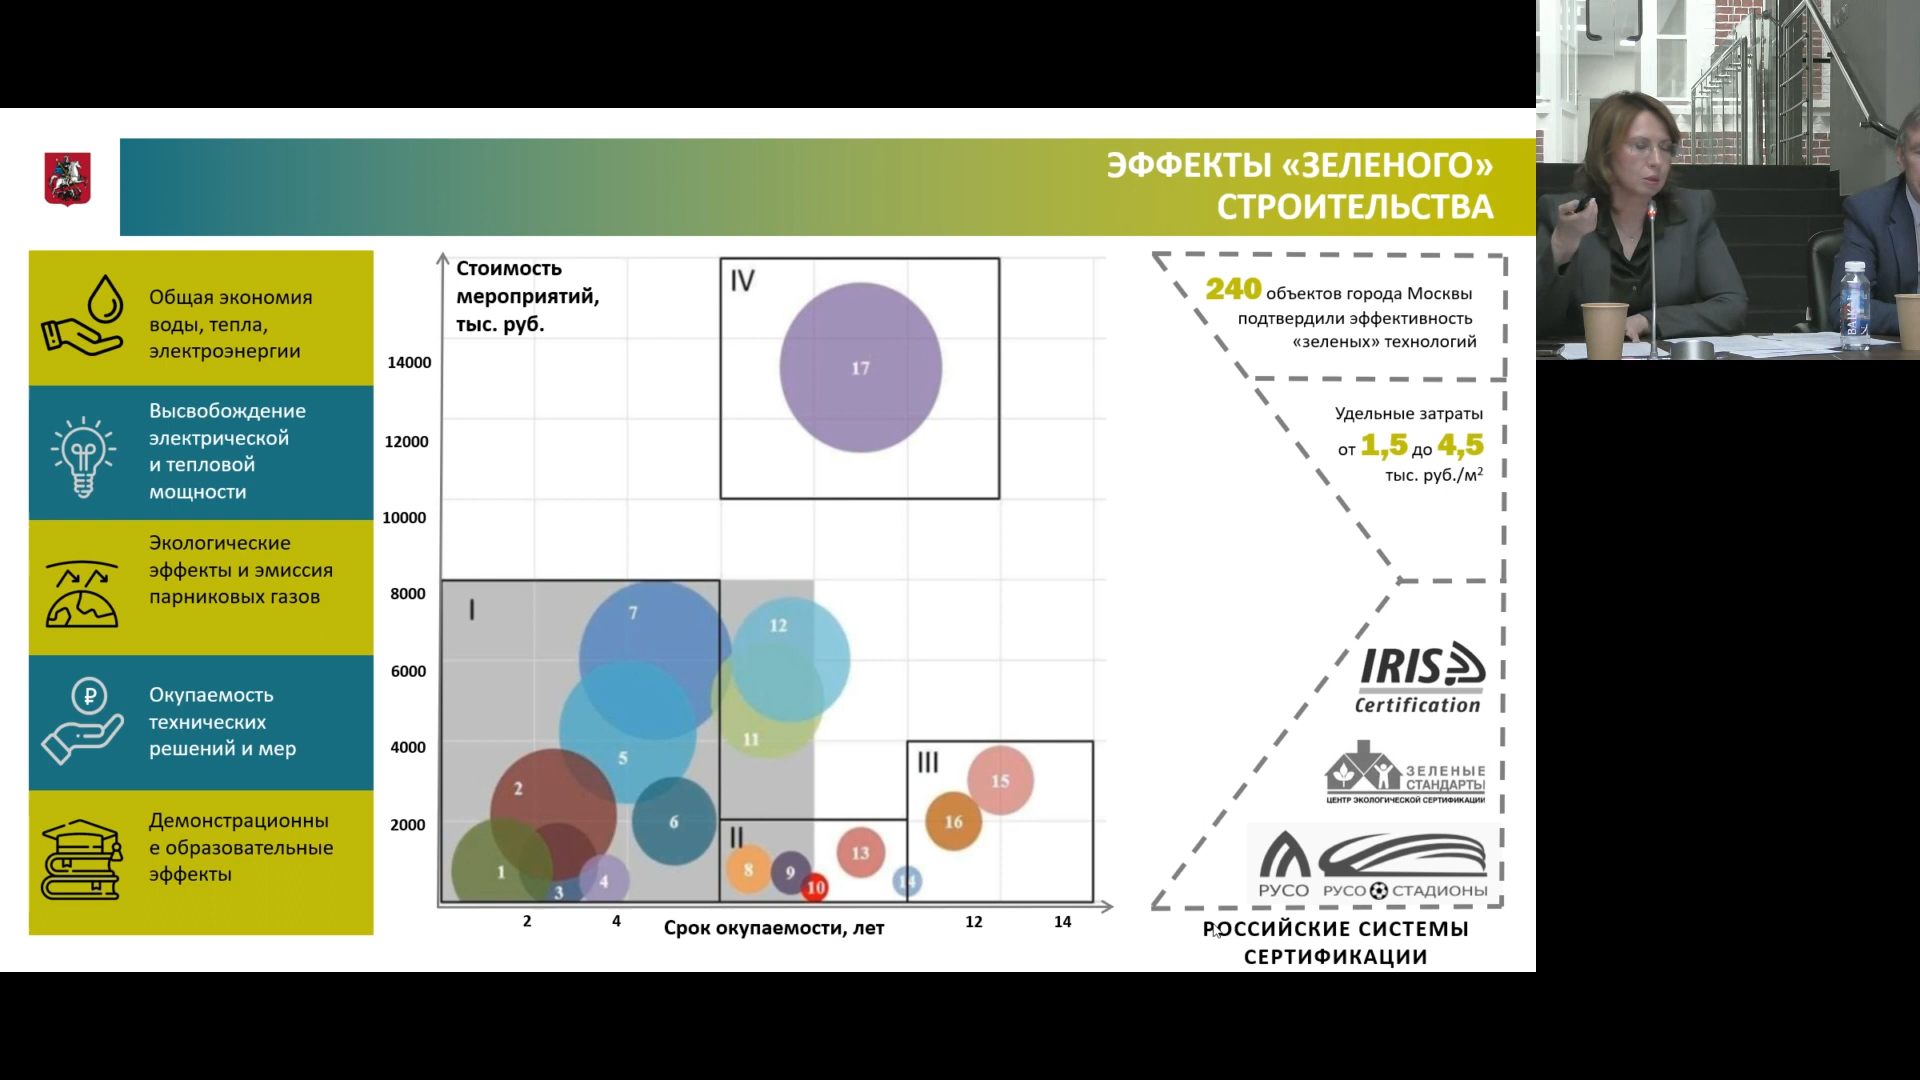 ЭФФЕКТЫ «ЗЕЛЕНОГО»
СТРОИТЕЛЬСТВА
Общая экономия
воды, тепла,
электроэнергии
Высвобождение
электрической
и тепловой
мощности
Экологические
эффекты и эмиссия
парниковых газов
₽
Окупаемость
технических
решений и мер
Демонстрационны
е образовательные
эффекты
Стоимость
мероприятий,
тыс. руб.
14000
12000
10000
8000
6000
4000
2000
IV
17
I
7
12
11
5
2
6
1
3
4
II
8
9
10
13
14
III
15
16
2
4
Срок окупаемости, лет
12
14
240 объектов города Москвы
подтвердили эффективность
«зеленых» технологий
Удельные затраты
от 1,5 до 4,5
тыс. руб./м²
IRIS
Certification
ЗЕЛЕНЫЕ
СТАНДАРТЫ
ЦЕНТР ЭКОЛОГИЧЕСКОЙ СЕРТИФИКАЦИИ
РУСО
РУСО СТАДИОНЫ
РОССИЙСКИЕ СИСТЕМЫ
СЕРТИФИКАЦИИ